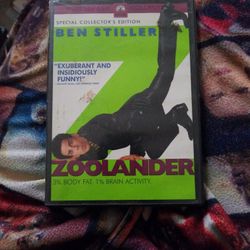 SPECIAL COLLECTOR'S EDITION
BEN STILLER
"EXUBERANT AND
INSIDIOUSLY
FUNNY!"
ZOOLANDER
3% BODY FAT. 1% BRAIN ACTIVITY.